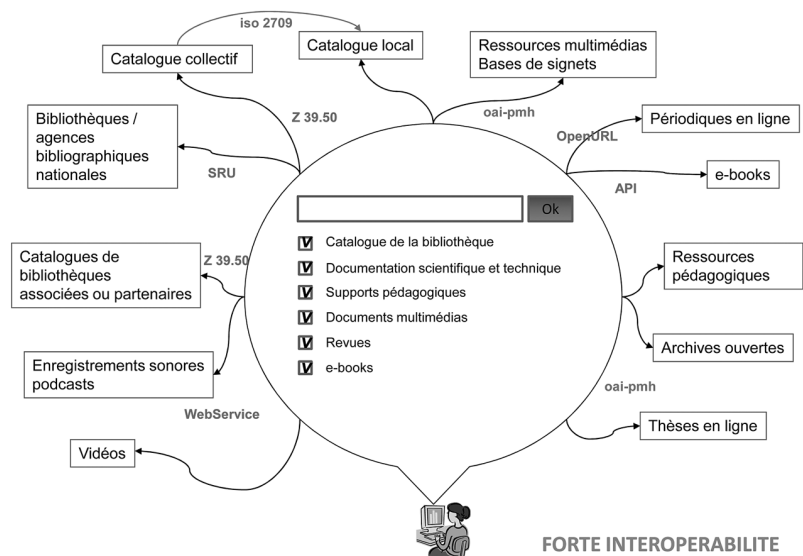 iso 2709
Catalogue collectif
Catalogue local
Ressources multimédias
Bases de signets
Z 39.50
oai-pmh
Bibliothèques /
agences
bibliographiques
nationales
SRU
OpenURL
Périodiques en ligne
API
e-books
Ok
Catalogue de la bibliothèque
Documentation scientifique et technique
Supports pédagogiques
Documents multimédias
Revues
e-books
Catalogues de
bibliothèques
associées ou partenaires
Z 39.50
Ressources
pédagogiques
Enregistrements sonores
podcasts
Archives ouvertes
WebService
oai-pmh
Vidéos
Thèses en ligne
FORTE INTEROPERABILITE